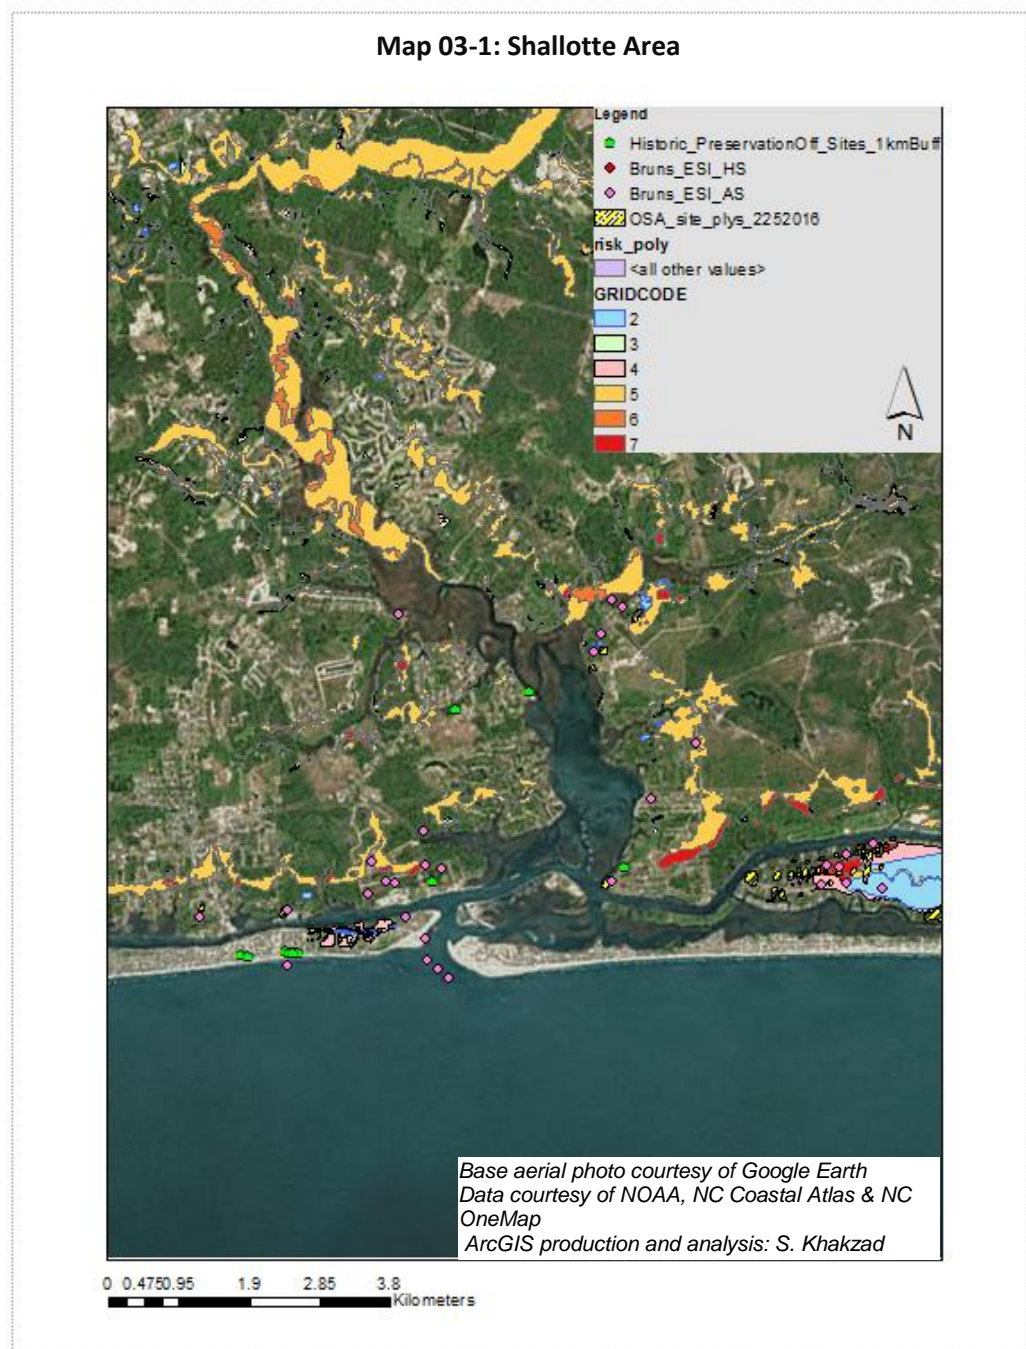 Map 03-1: Shallotte Area
Legend
Historic_PreservationOff_Sites_1kmBuff
Bruns_ESI_HS
Bruns_ESI_AS
OSA_site_plys_2252016
risk_poly
<all other values>
GRIDCODE
2
3
4
5
6
7
N
Base aerial photo courtesy of Google Earth
Data courtesy of NOAA, NC Coastal Atlas & NC
OneMap
ArcGIS production and analysis: S. Khakzad
0 0.4750.95 1.9 2.85 3.8
Kilometers